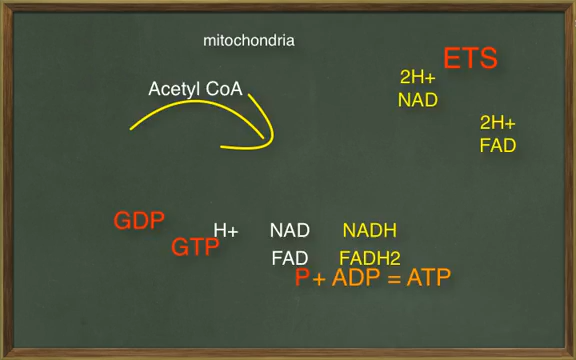 mitochondria
ETS
2H+
NAD
Acetyl CoA
2H+
FAD
GDP
GTP
H+ NAD NADH
FAD FADH2
P + ADP = ATP